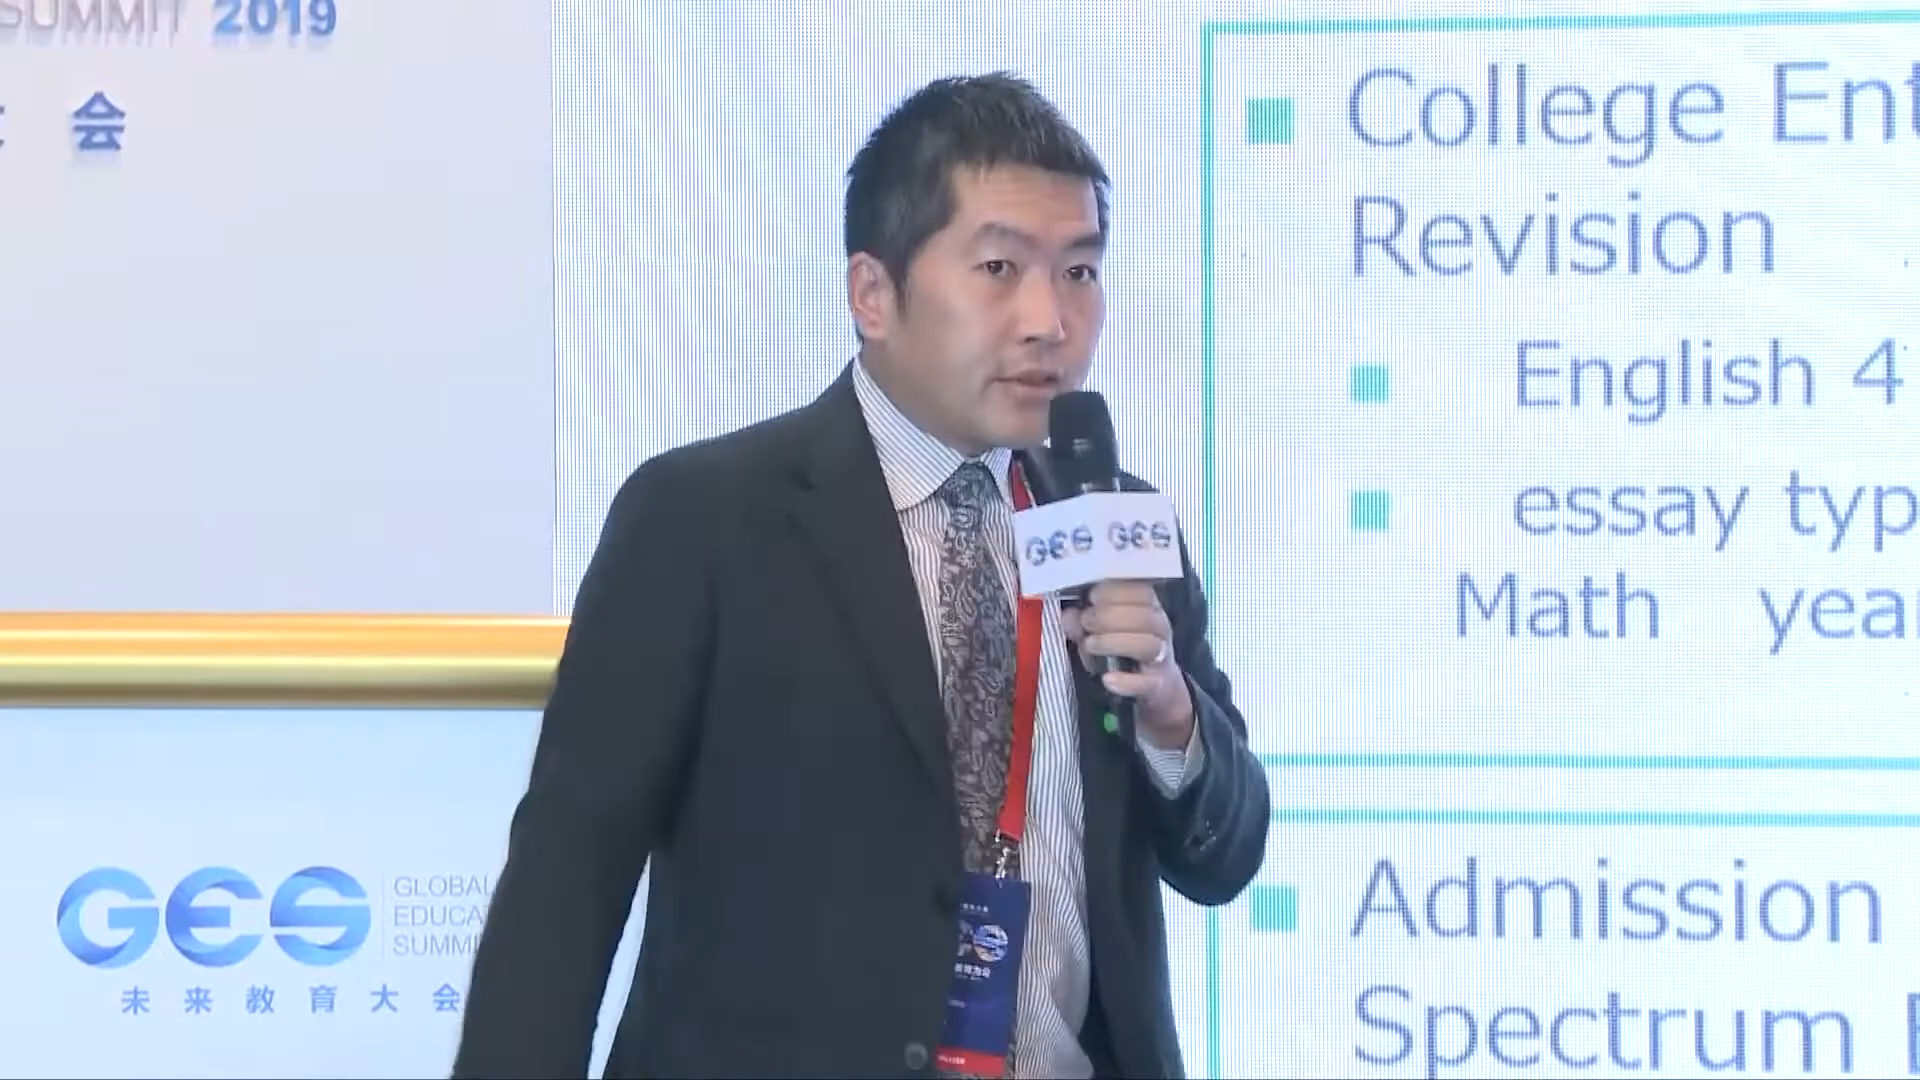 SUMMIT 2019
会
College Ent
Revision
English 4
essay typ
Math yea
Admission
Spectrum
GES GES
GES
GLOBAL
EDUCAT
SUMMI
未来教育大会